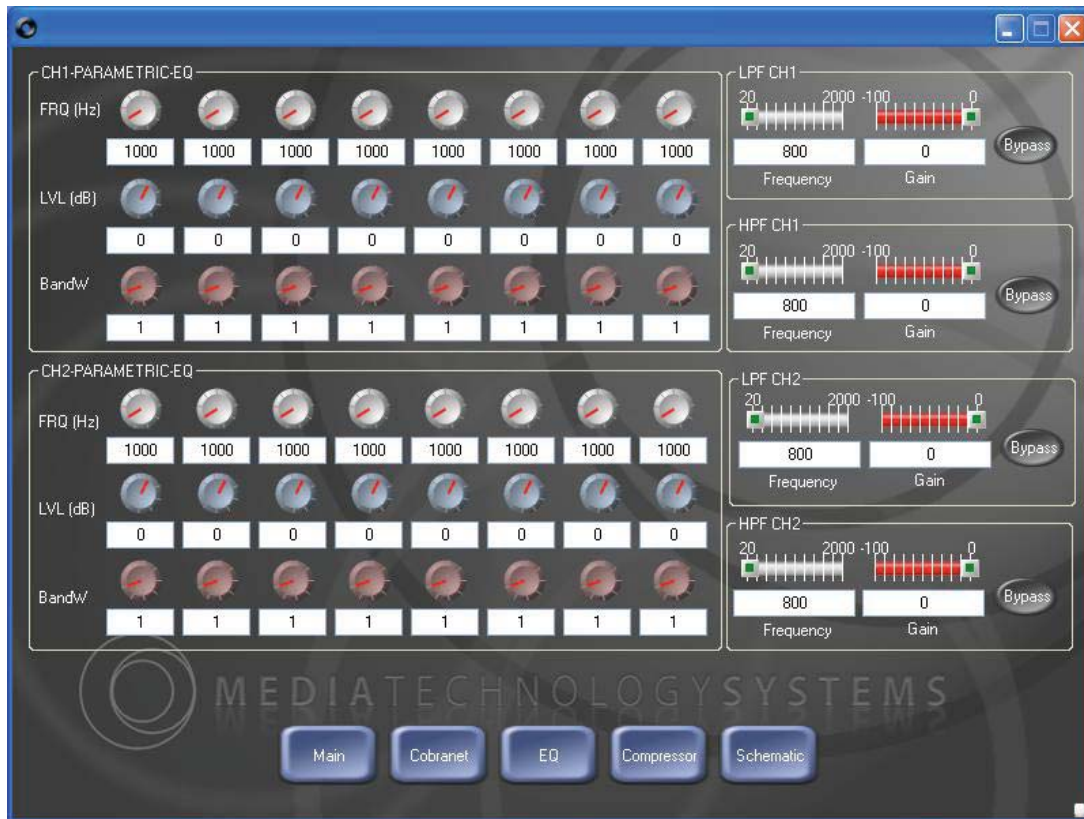 CH1-PARAMETRIC-EQ
FRQ (Hz)
1000 1000 1000 1000 1000 1000 1000 1000
LVL (dB)
0 0 0 0 0 0 0 0
BandW
1 1 1 1 1 1 1 1
LPF CH1
20 2000 -100 0
800 0 Bypass
Frequency Gain
HPF CH1
20 2000 -100 0
800 0 Bypass
Frequency Gain
CH2-PARAMETRIC-EQ
FRQ (Hz)
1000 1000 1000 1000 1000 1000 1000 1000
LVL (dB)
0 0 0 0 0 0 0 0
BandW
1 1 1 1 1 1 1 1
LPF CH2
20 2000 -100 0
800 0 Bypass
Frequency Gain
HPF CH2
20 2000 -100 0
800 0 Bypass
Frequency Gain
MEDIATECHNOLOGYSYSTEMS
Main Cobranet EQ Compressor Schematic